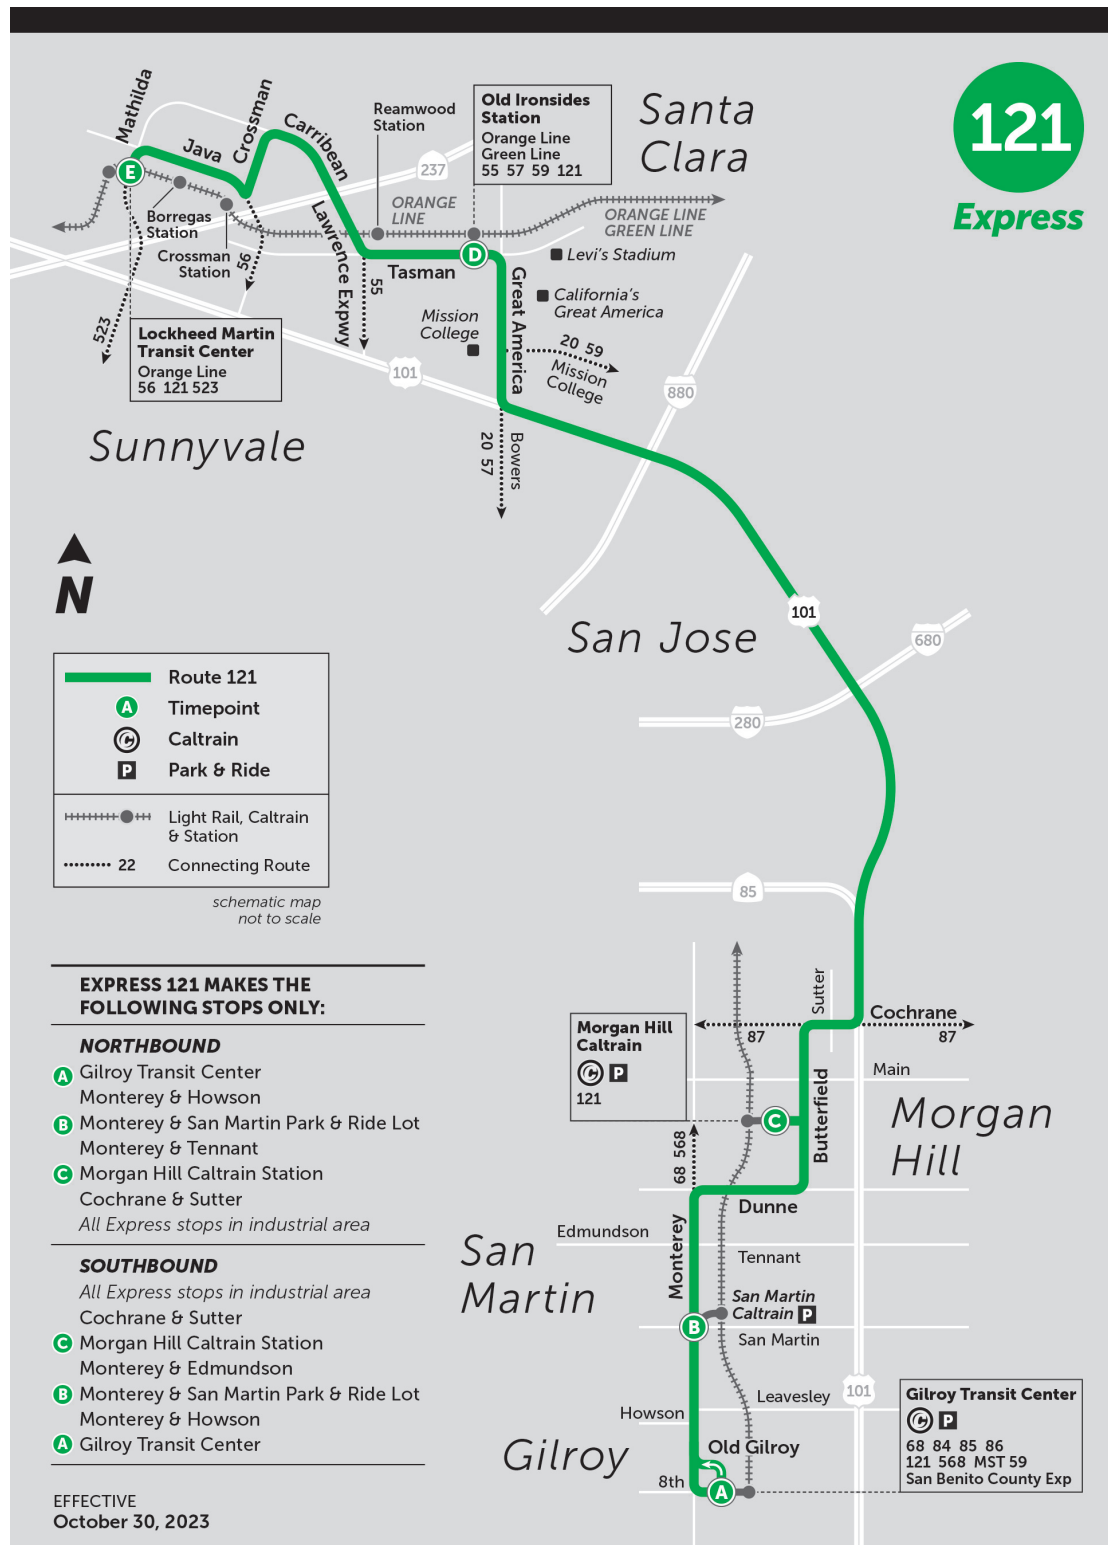 Mathilda
Java
Crossman
Carribean
Reamwood
Station
Old Ironsides
Station
Orange Line
Green Line
55 57 59 121
Santa
Clara
121
Express
237
E
Borregas
Station
Crossman
Station
56
523
Lawrence Expwy
ORANGE
LINE
ORANGE LINE
GREEN LINE
Tasman
D
55
Great America
Levi's Stadium
California's
Great America
Mission
College
20 59
Mission
College
Lockheed Martin
Transit Center
Orange Line
56 121 523
101
880
Sunnyvale
20 57
Bowers
N
San Jose
101
680
280
Route 121
A Timepoint
C Caltrain
P Park & Ride
Light Rail, Caltrain
& Station
22 Connecting Route
schematic map
not to scale
85
EXPRESS 121 MAKES THE
FOLLOWING STOPS ONLY:
NORTHBOUND
A Gilroy Transit Center
Monterey & Howson
B Monterey & San Martin Park & Ride Lot
Monterey & Tennant
C Morgan Hill Caltrain Station
Cochrane & Sutter
All Express stops in industrial area
SOUTHBOUND
All Express stops in industrial area
Cochrane & Sutter
C Morgan Hill Caltrain Station
Monterey & Edmundson
B Monterey & San Martin Park & Ride Lot
Monterey & Howson
A Gilroy Transit Center
EFFECTIVE
October 30, 2023
Sutter
Cochrane
87
87
Morgan Hill
Caltrain
C P
121
Main
Butterfield
Morgan
Hill
C
68 568
Dunne
Edmundson
Monterey
Tennant
San
Martin
San Martin
Caltrain P
B
San Martin
Leavesley
101
Howson
Gilroy
Old Gilroy
8th
A
Gilroy Transit Center
C P
68 84 85 86
121 568 MST 59
San Benito County Exp